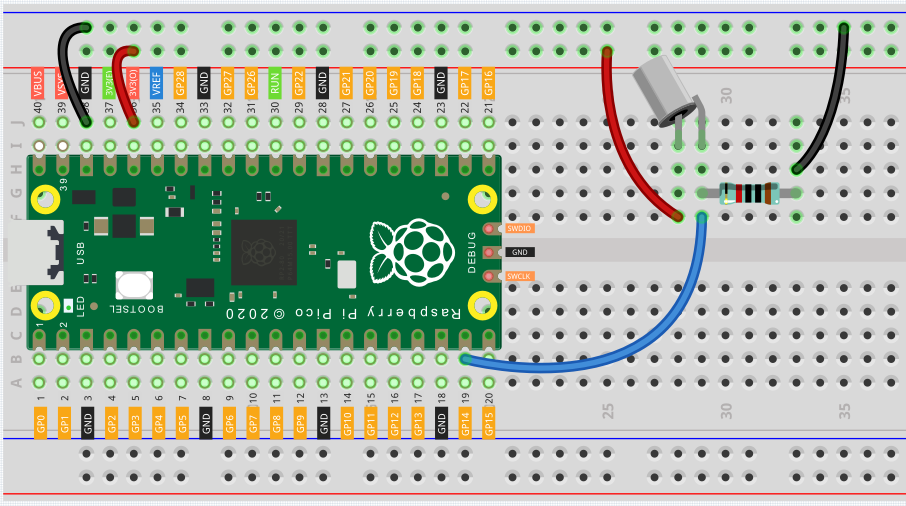 VBUS VSYS GND 3V3(E) 3V3(O) VREF GP28 GND GP27 GP26 RUN GP22 GND GP21 GP20 GP19 GP18 GND GP17 GP16
40 39 38 37 36 35 34 33 32 31 30 29 28 27 26 25 24 23 22 21
30 35
J
I
H
G
F
39
USB
BOOTSEL
LED
1
2
Raspberry Pi Pico © 2020
DEBUG
SWDIO
GND
SWCLK
E
D
C
B
A
1 2 3 4 5 6 7 8 9 10 11 12 13 14 15 16 17 18 19 20
GP0 GP1 GND GP2 GP3 GP4 GP5 GND GP6 GP7 GP8 GP9 GND GP10 GP11 GP12 GP13 GND GP14 GP15
25 30 35